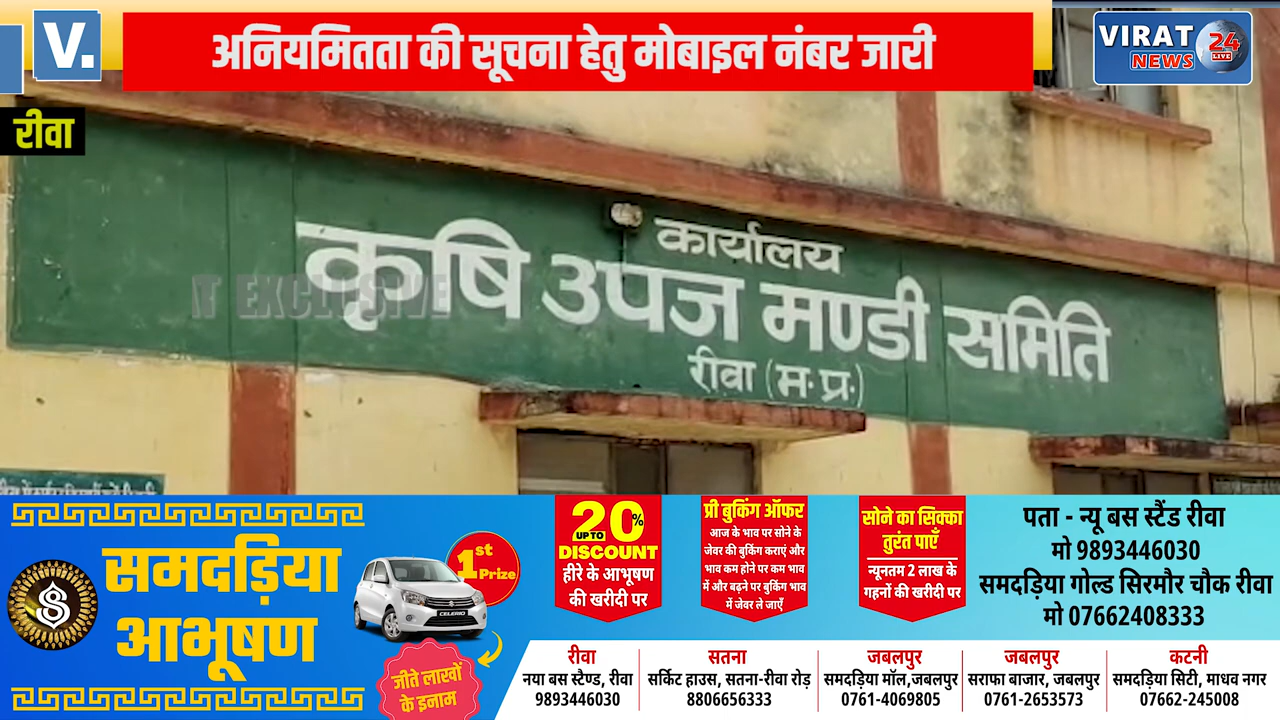 V.
अनियमितता की सूचना हेतु मोबाइल नंबर जारी
VIRAT
NEWS
24
LIVE
रीवा
कार्यालय
कृषि उपज मण्डी समिति
रीवा (म. प्र.)
EXCLUSIVE
समदड़िया
आभूषण
1st
Prize
CELERIO
जीते लाखों
के इनाम
20%
UP TO
DISCOUNT
हीरे के आभूषण
की खरीदी पर
प्री बुकिंग ऑफर
आज के भाव पर सोने के
जेवर की बुकिंग कराएं और
भाव कम होने पर कम भाव
में और बढ़ने पर बुकिंग भाव
में जेवर ले जाएँ
सोने का सिक्का
तुरंत पाएँ
न्यूनतम 2 लाख के
गहनों की खरीदी पर
पता - न्यू बस स्टैंड रीवा
मो 9893446030
समदड़िया गोल्ड सिरमौर चौक रीवा
मो 07662408333
रीवा
नया बस स्टैण्ड, रीवा
9893446030
सतना
सर्किट हाउस, सतना-रीवा रोड़
8806656333
जबलपुर
समदड़िया मॉल,जबलपुर
0761-4069805
जबलपुर
सराफा बाजार, जबलपुर
0761-2653573
कटनी
समदड़िया सिटी, माधव नगर
07662-245008